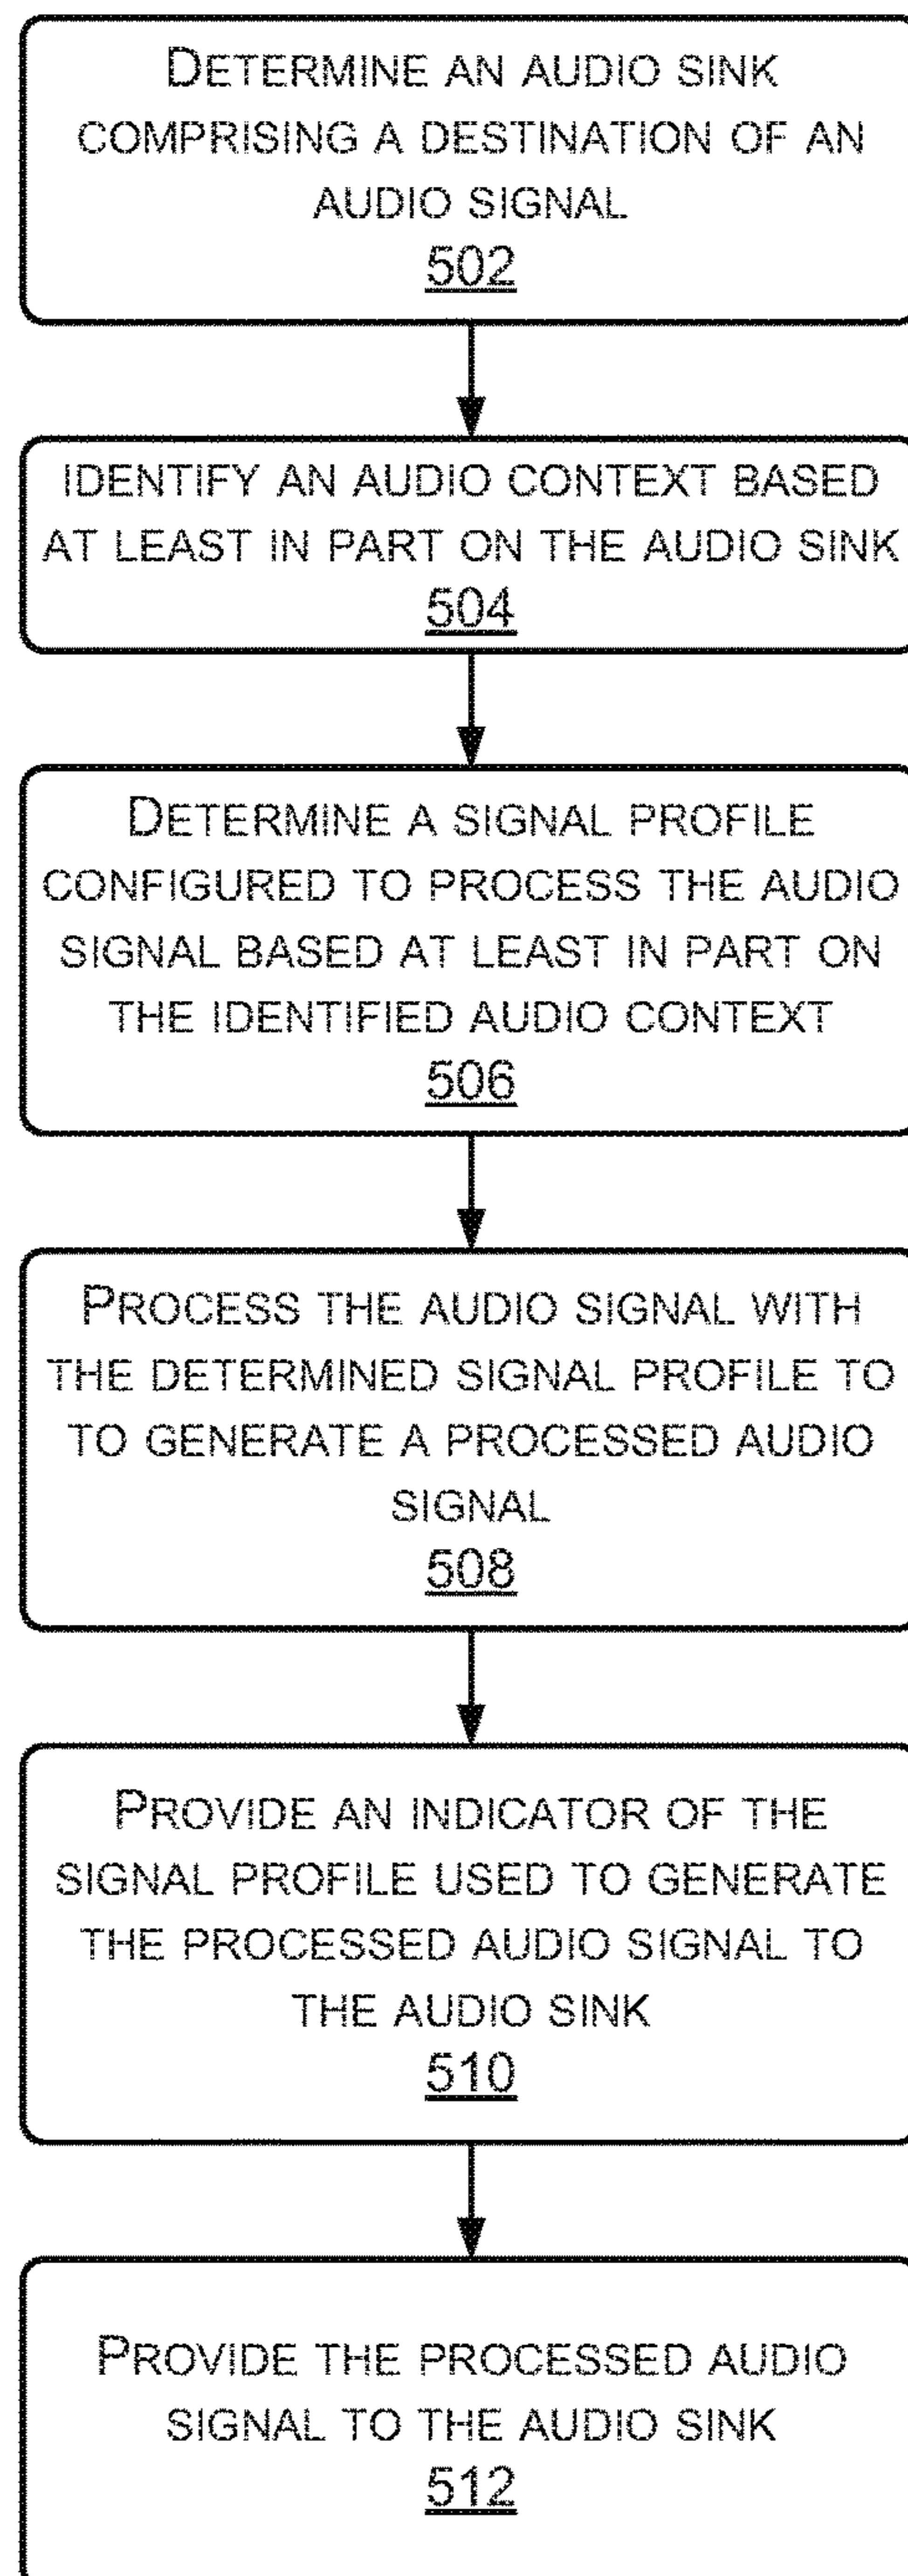 DETERMINE AN AUDIO SINK
COMPRISING A DESTINATION OF AN
AUDIO SIGNAL
502
IDENTIFY AN AUDIO CONTEXT BASED
AT LEAST IN PART ON THE AUDIO SINK
504
DETERMINE A SIGNAL PROFILE
CONFIGURED TO PROCESS THE AUDIO
SIGNAL BASED AT LEAST IN PART ON
THE IDENTIFIED AUDIO CONTEXT
506
PROCESS THE AUDIO SIGNAL WITH
THE DETERMINED SIGNAL PROFILE TO
TO GENERATE A PROCESSED AUDIO
SIGNAL
508
PROVIDE AN INDICATOR OF THE
SIGNAL PROFILE USED TO GENERATE
THE PROCESSED AUDIO SIGNAL TO
THE AUDIO SINK
510
PROVIDE THE PROCESSED AUDIO
SIGNAL TO THE AUDIO SINK
512